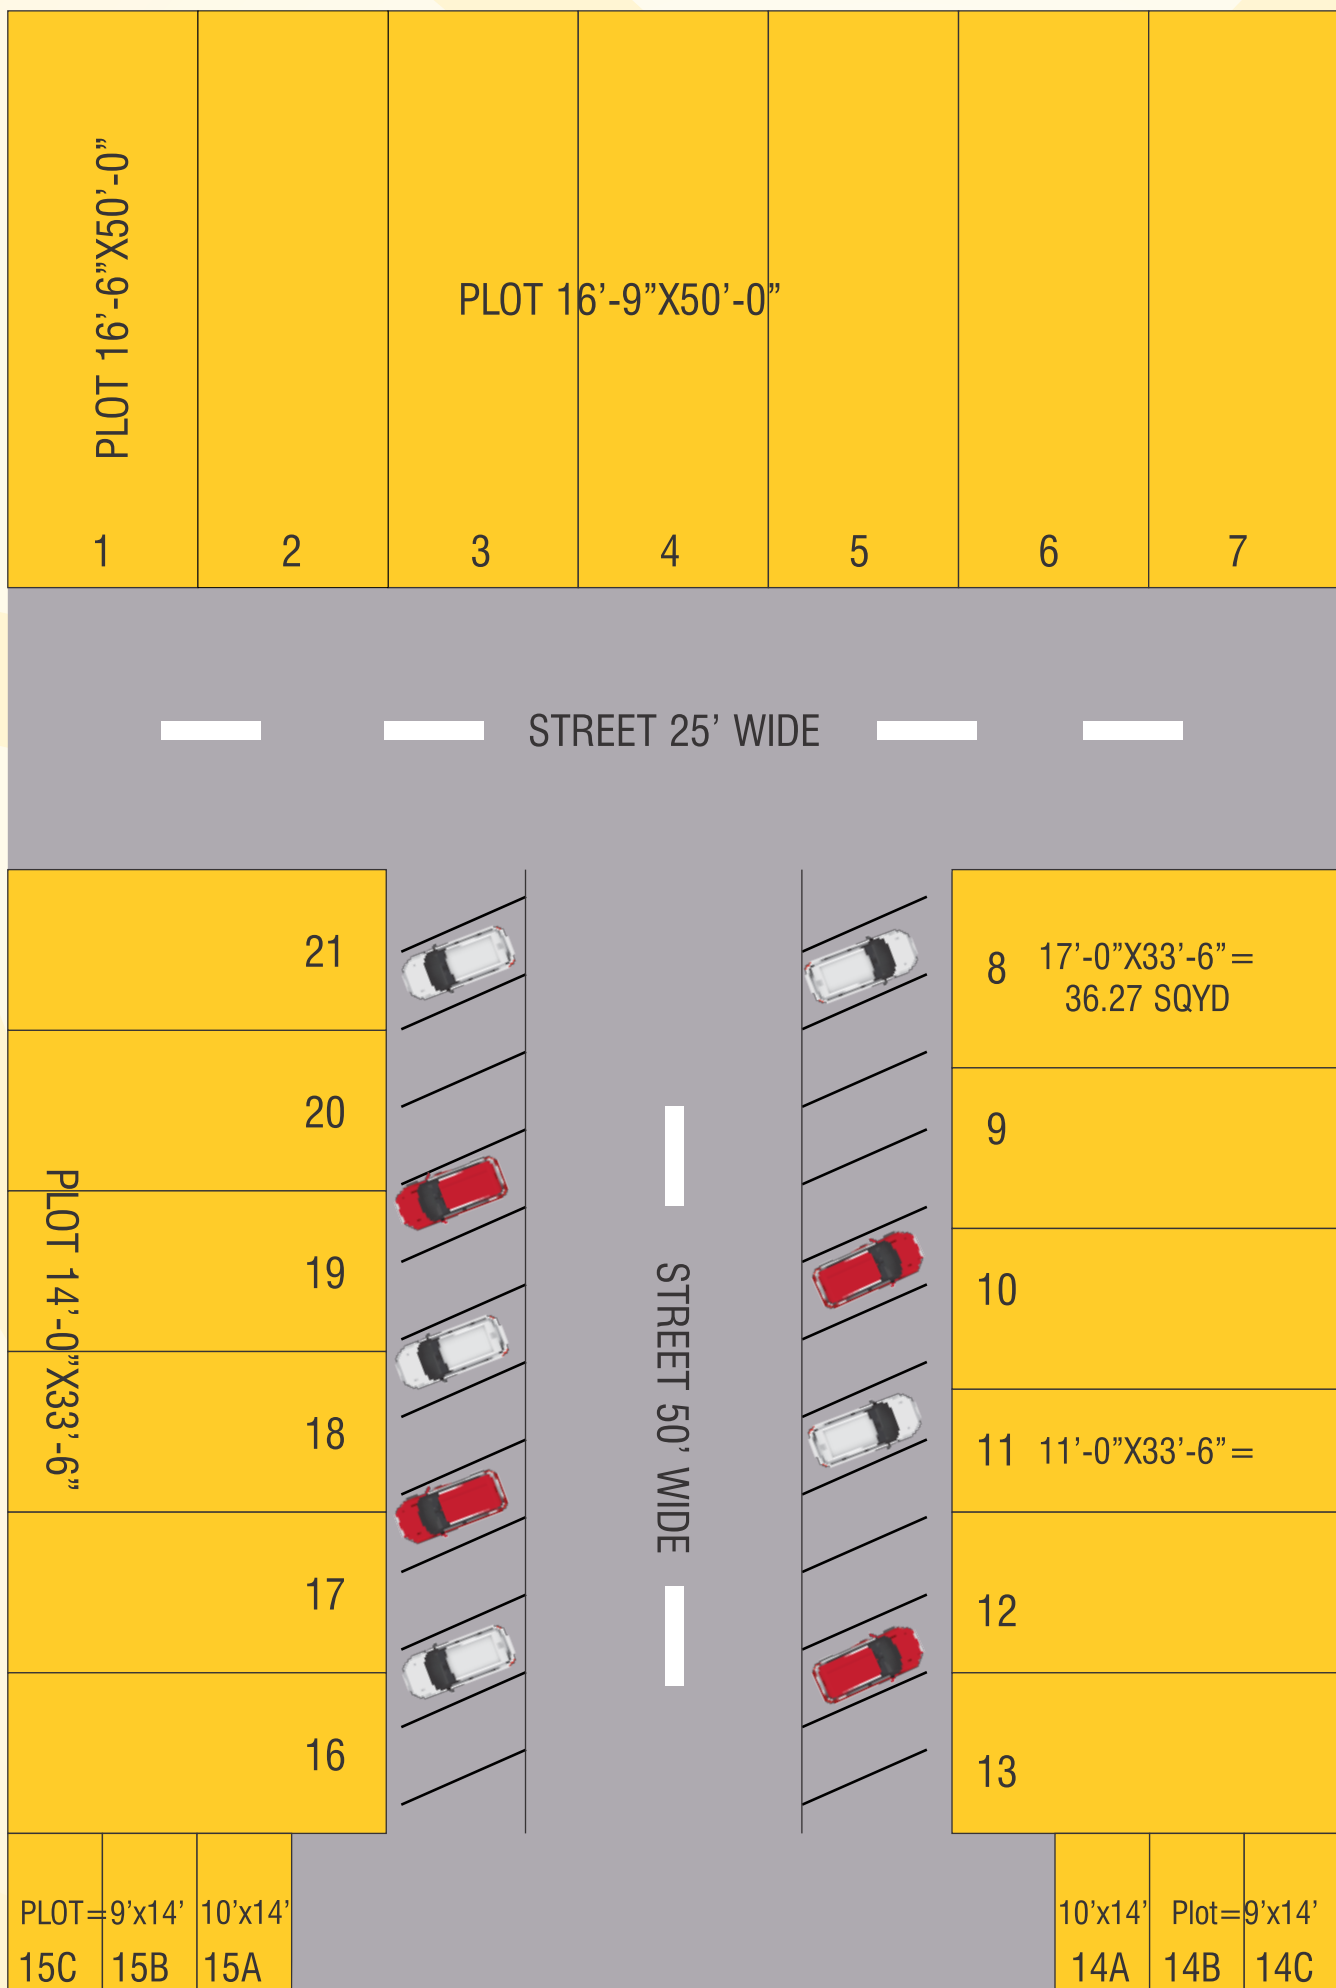 PLOT 16'-6"X50'-0"
PLOT 16'-9"X50'-0"
1
2
3
4
5
6
7
STREET 25' WIDE
21
20
19
18
17
16
PLOT 14'-0"X33'-6"
STREET 50' WIDE
8 17'-0"X33'-6"=
36.27 SQYD
9
10
11 11'-0"X33'-6"=
12
13
PLOT=9'x14' 10'x14'
15C 15B 15A
10'x14' Plot=9'x14'
14A 14B 14C